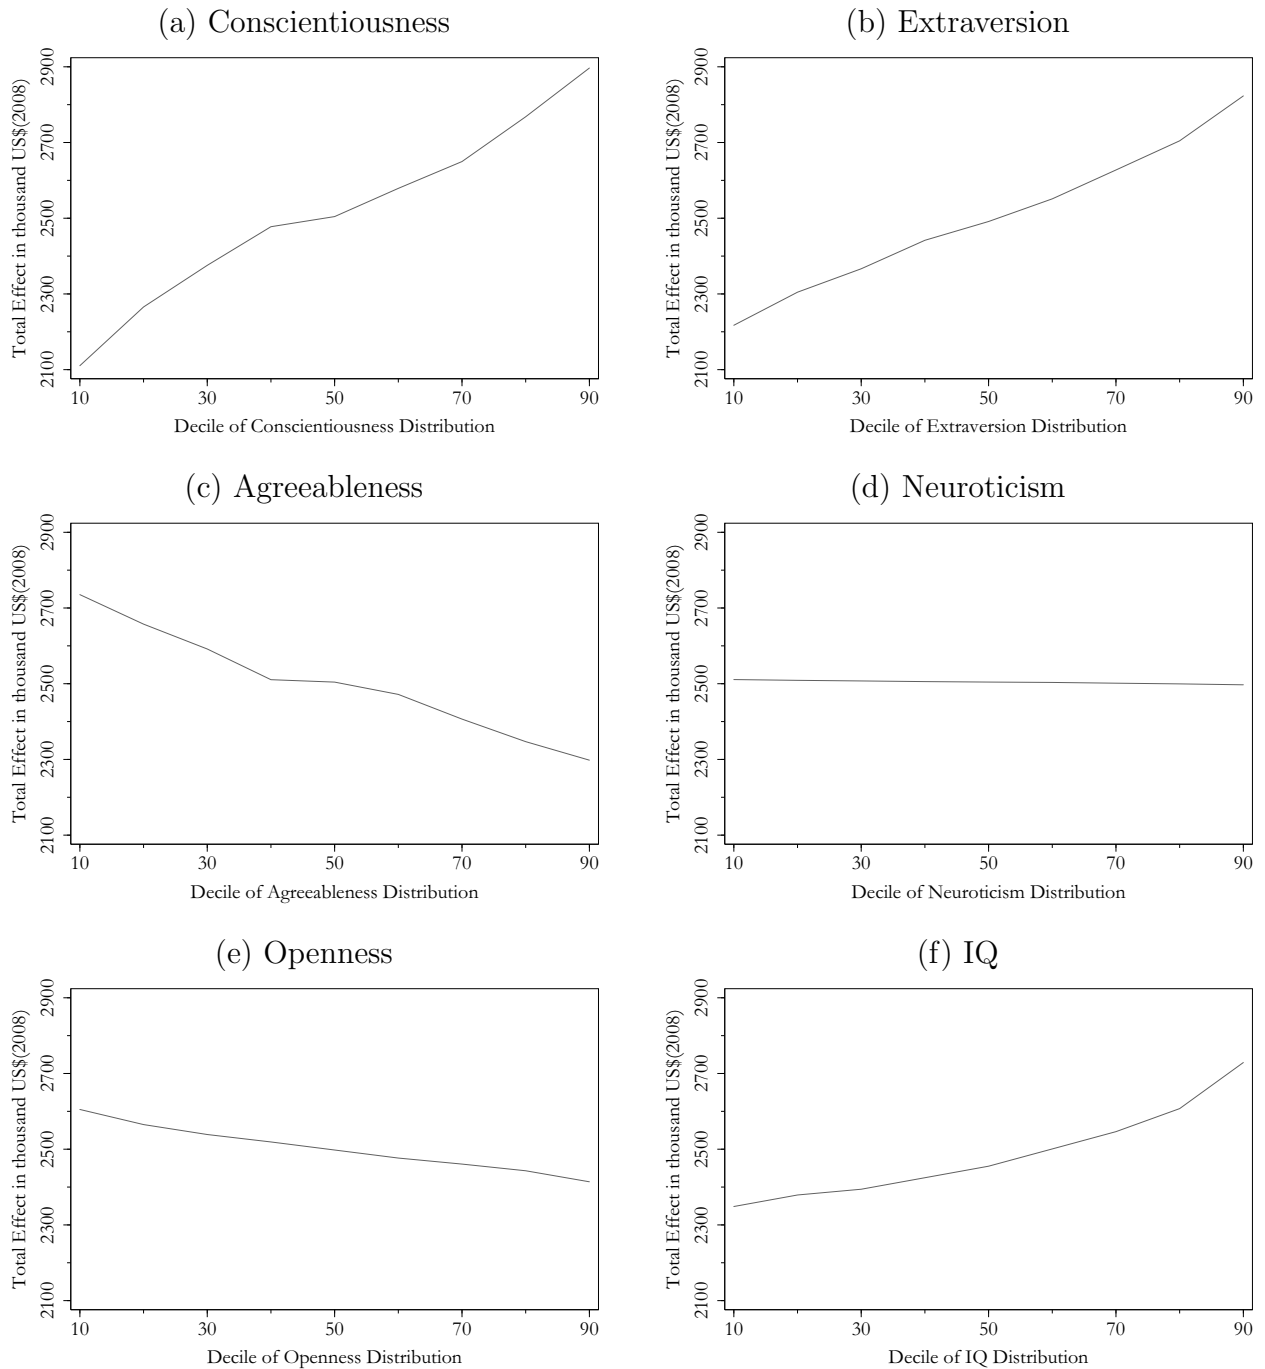 (a) Conscientiousness
Total Effect in thousand US$(2008)
2900
2700
2500
2300
2100
10 30 50 70 90
Decile of Conscientiousness Distribution
(b) Extraversion
Total Effect in thousand US$(2008)
2900
2700
2500
2300
2100
10 30 50 70 90
Decile of Extraversion Distribution
(c) Agreeableness
Total Effect in thousand US$(2008)
2900
2700
2500
2300
2100
10 30 50 70 90
Decile of Agreeableness Distribution
(d) Neuroticism
Total Effect in thousand US$(2008)
2900
2700
2500
2300
2100
10 30 50 70 90
Decile of Neuroticism Distribution
(e) Openness
Total Effect in thousand US$(2008)
2900
2700
2500
2300
2100
10 30 50 70 90
Decile of Openness Distribution
(f) IQ
Total Effect in thousand US$(2008)
2900
2700
2500
2300
2100
10 30 50 70 90
Decile of IQ Distribution